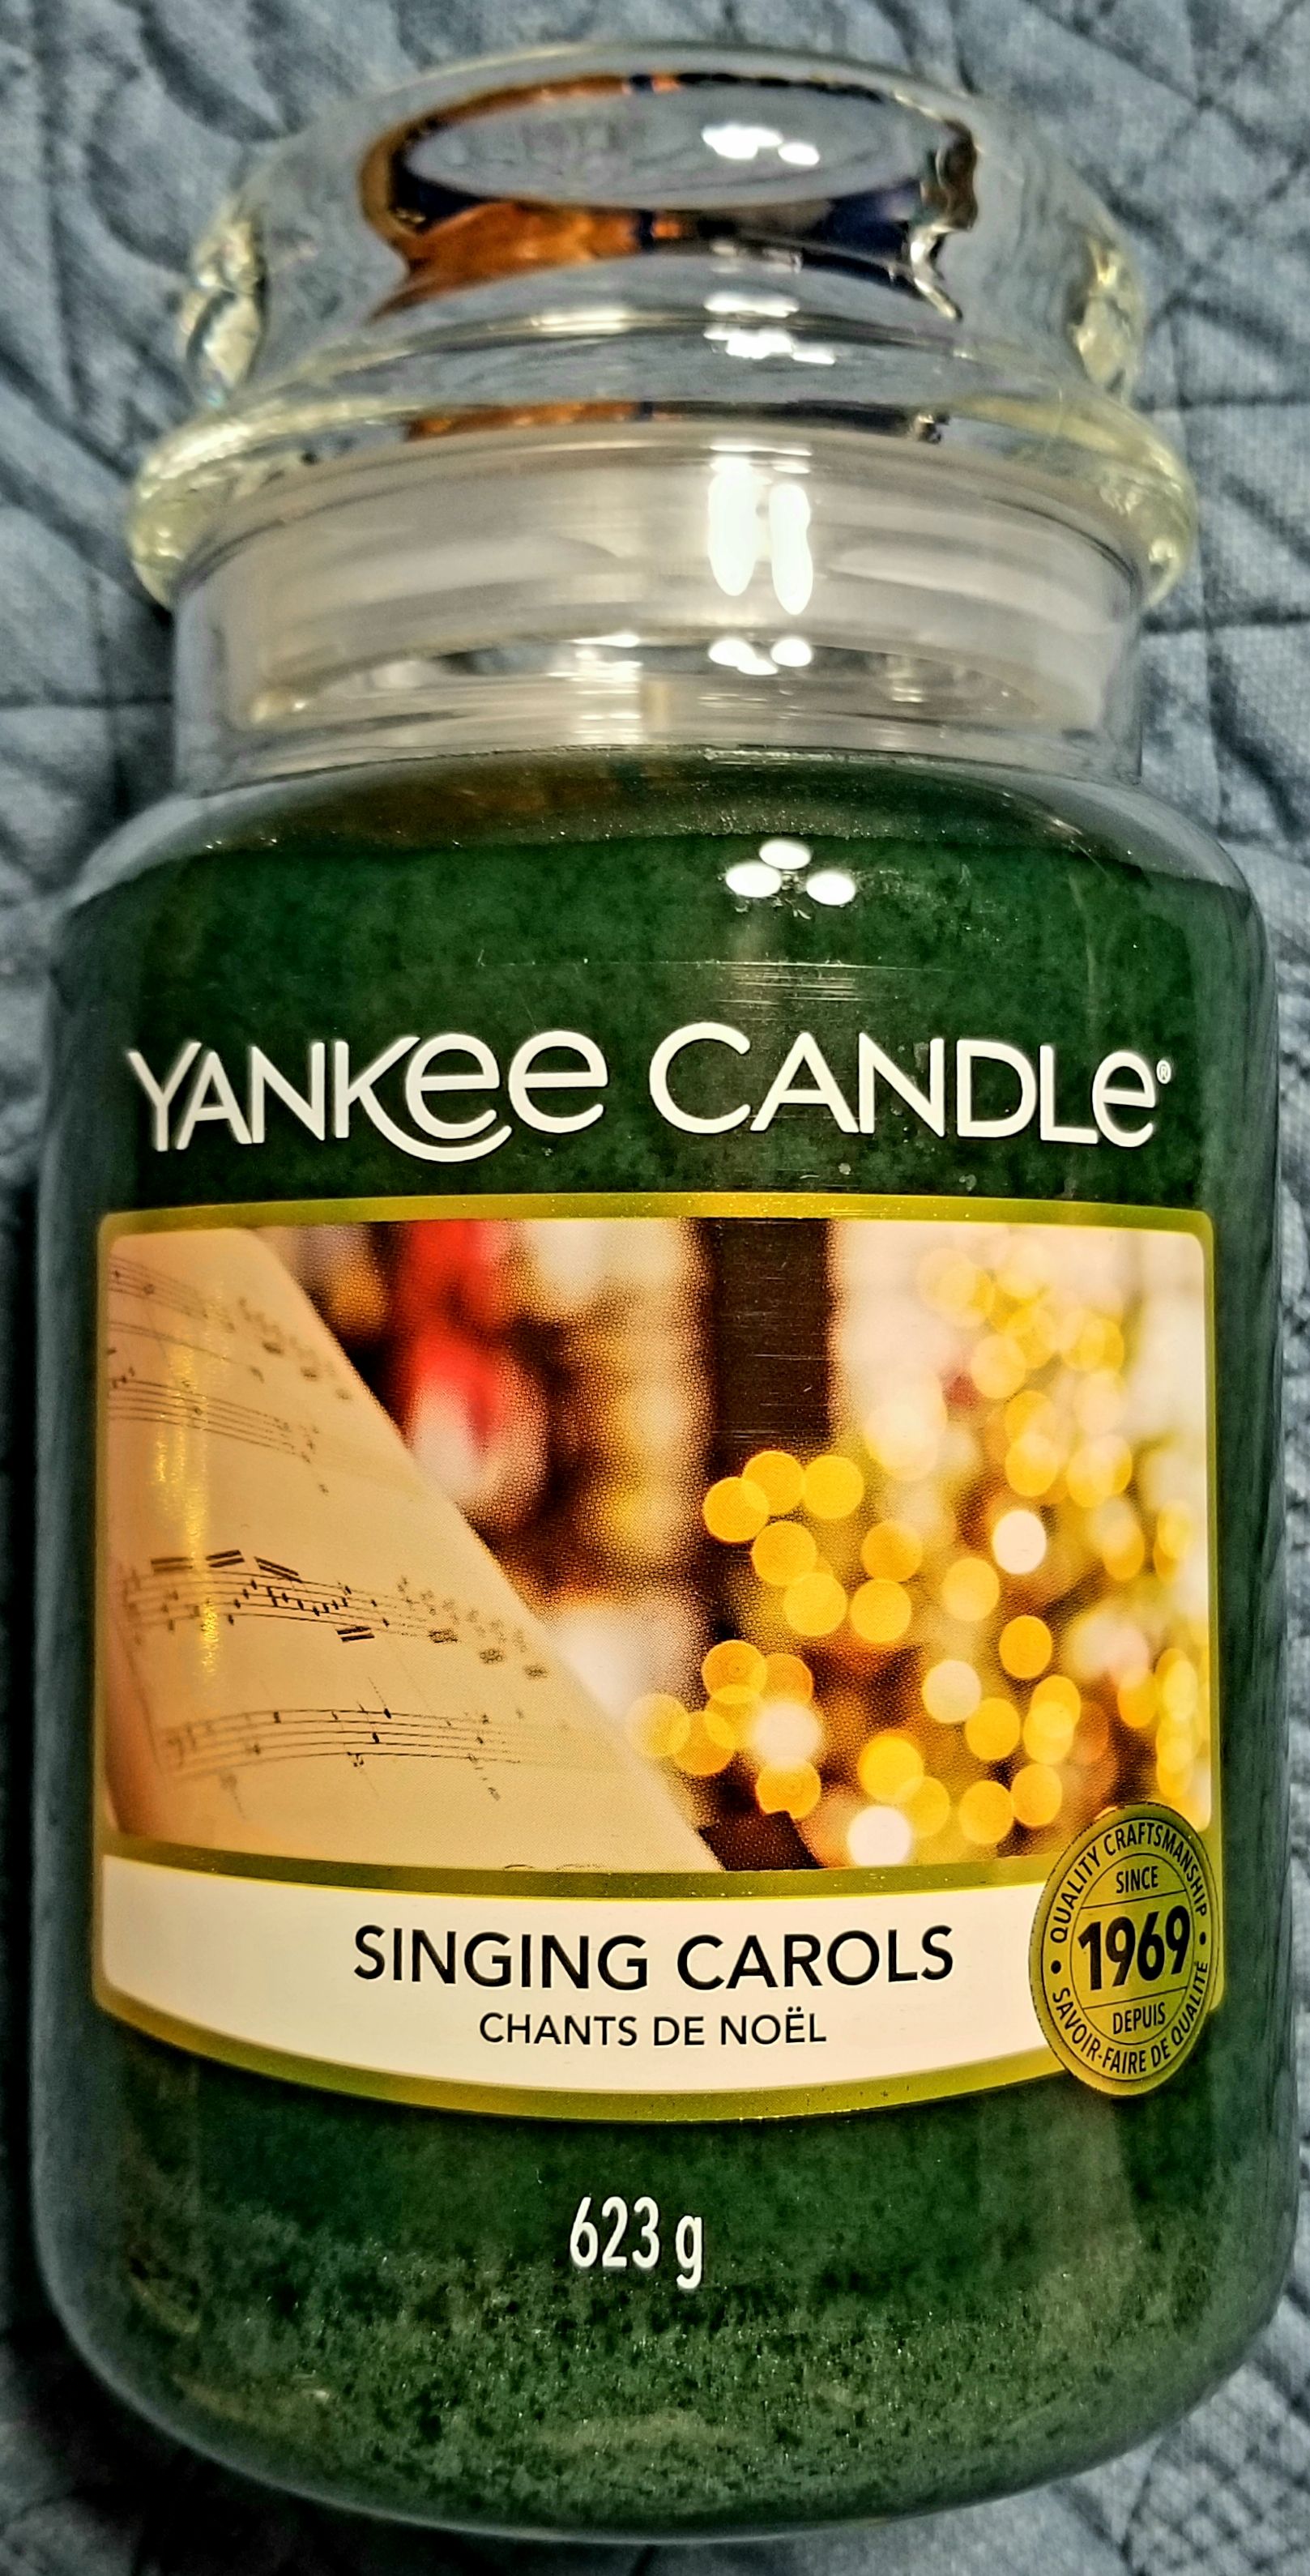 YANKEE CANDLE®
SINGING CAROLS
CHANTS DE NOËL
• QUALITY CRAFTSMANSHIP •
SINCE
1969
DEPUIS
SAVOIR-FAIRE DE QUALITÉ
623 g